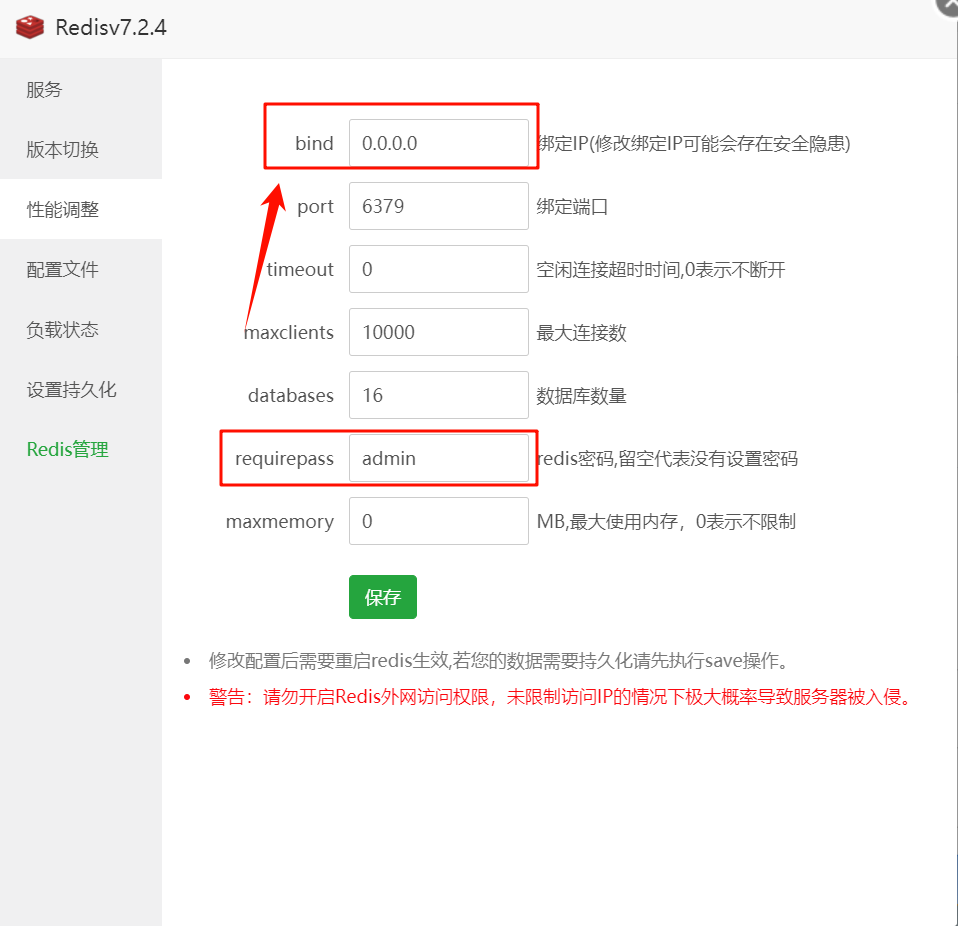 Redisv7.2.4
服务
版本切换
性能调整
配置文件
负载状态
设置持久化
Redis管理
bind 0.0.0.0 绑定IP(修改绑定IP可能会存在安全隐患)
port 6379 绑定端口
timeout 0 空闲连接超时时间,0表示不断开
maxclients 10000 最大连接数
databases 16 数据库数量
requirepass admin redis密码,留空代表没有设置密码
maxmemory 0 MB,最大使用内存，0表示不限制
保存
修改配置后需要重启redis生效,若您的数据需要持久化请先执行save操作。
警告：请勿开启Redis外网访问权限，未限制访问IP的情况下极大概率导致服务器被入侵。